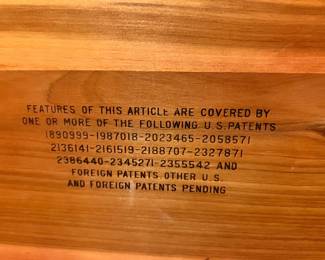 FEATURES OF THIS ARTICLE ARE COVERED BY
ONE OR MORE OF THE FOLLOWING U.S. PATENTS
1890999-1987018-2023465-2058571
2136141-2161519-2188707-2327871
2386440-2345271-2355542 AND
FOREIGN PATENTS. OTHER U.S.
AND FOREIGN PATENTS PENDING